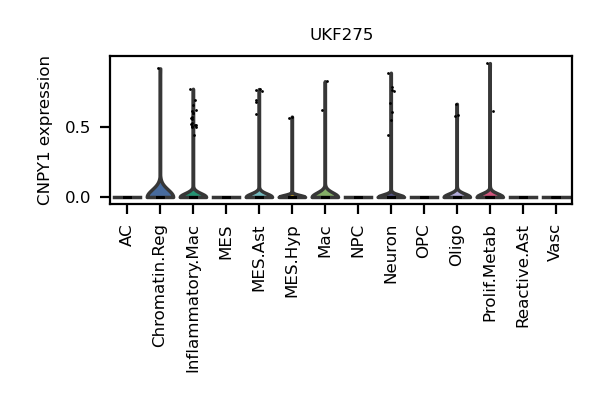 UKF275
CNPY1 expression
0.5
0.0
AC
Chromatin.Reg
Inflammatory.Mac
MES
MES.Ast
MES.Hyp
Mac
NPC
Neuron
OPC
Oligo
Prolif.Metab
Reactive.Ast
Vasc